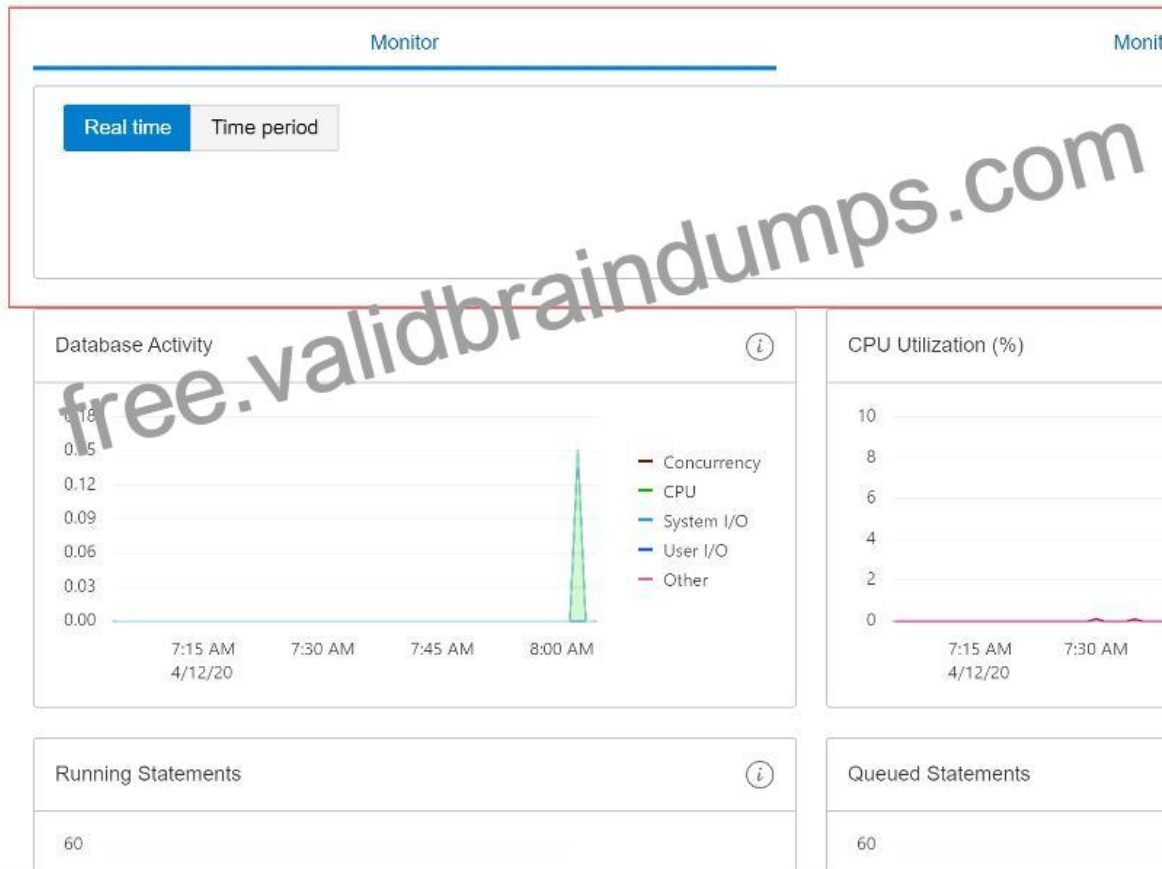 Monitor
Monit
Real time
Time period
free.validbraindumps.com
Database Activity
i
0.15
0.12
0.09
0.06
0.03
0.00
7:15 AM
7:30 AM
7:45 AM
8:00 AM
4/12/20
Concurrency
CPU
System I/O
User I/O
Other
CPU Utilization (%)
10
8
6
4
2
0
7:15 AM
7:30 AM
4/12/20
Running Statements
i
60
Queued Statements
60